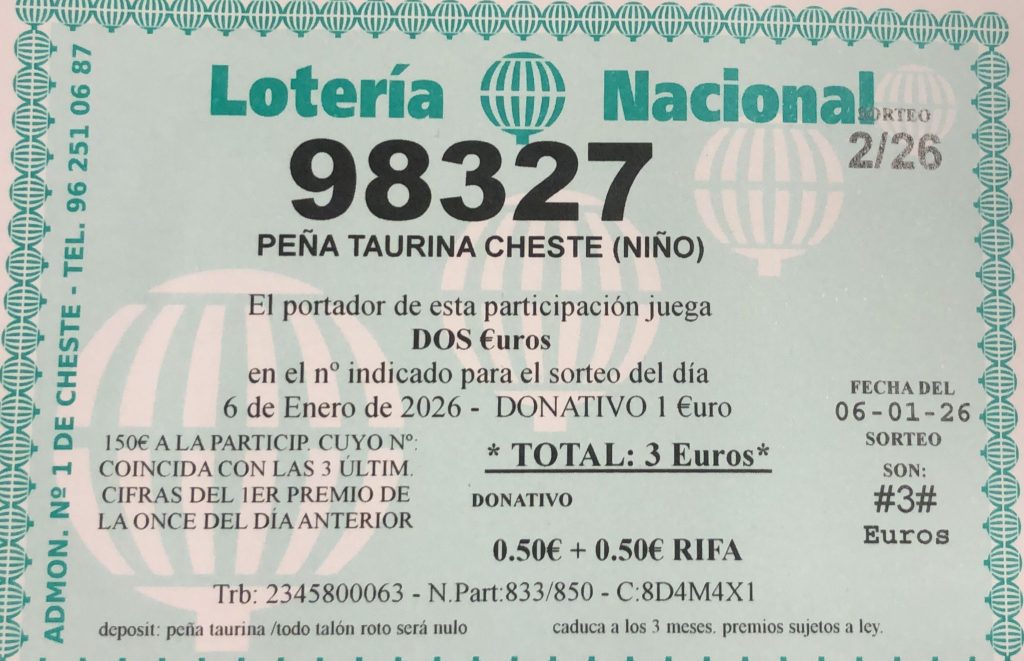 Lotería Nacional
SORTEO
2/26
98327
PEÑA TAURINA CHESTE (NIÑO)
El portador de esta participación juega
DOS €uros
en el nº indicado para el sorteo del día
6 de Enero de 2026 - DONATIVO 1 €uro
150€ A LA PARTICIP. CUYO Nº:
COINCIDA CON LAS 3 ÚLTIM.
CIFRAS DEL 1ER PREMIO DE
LA ONCE DEL DÍA ANTERIOR
* TOTAL: 3 Euros*
DONATIVO
0.50€ + 0.50€ RIFA
FECHA DEL
06-01-26
SORTEO
SON:
#3#
Euros
Trb: 2345800063 - N.Part:833/850 - C:8D4M4X1
deposit: peña taurina /todo talón roto será nulo
caduca a los 3 meses. premios sujetos a ley.
ADMON. Nº 1 DE CHESTE - TEL. 96 251 06 87